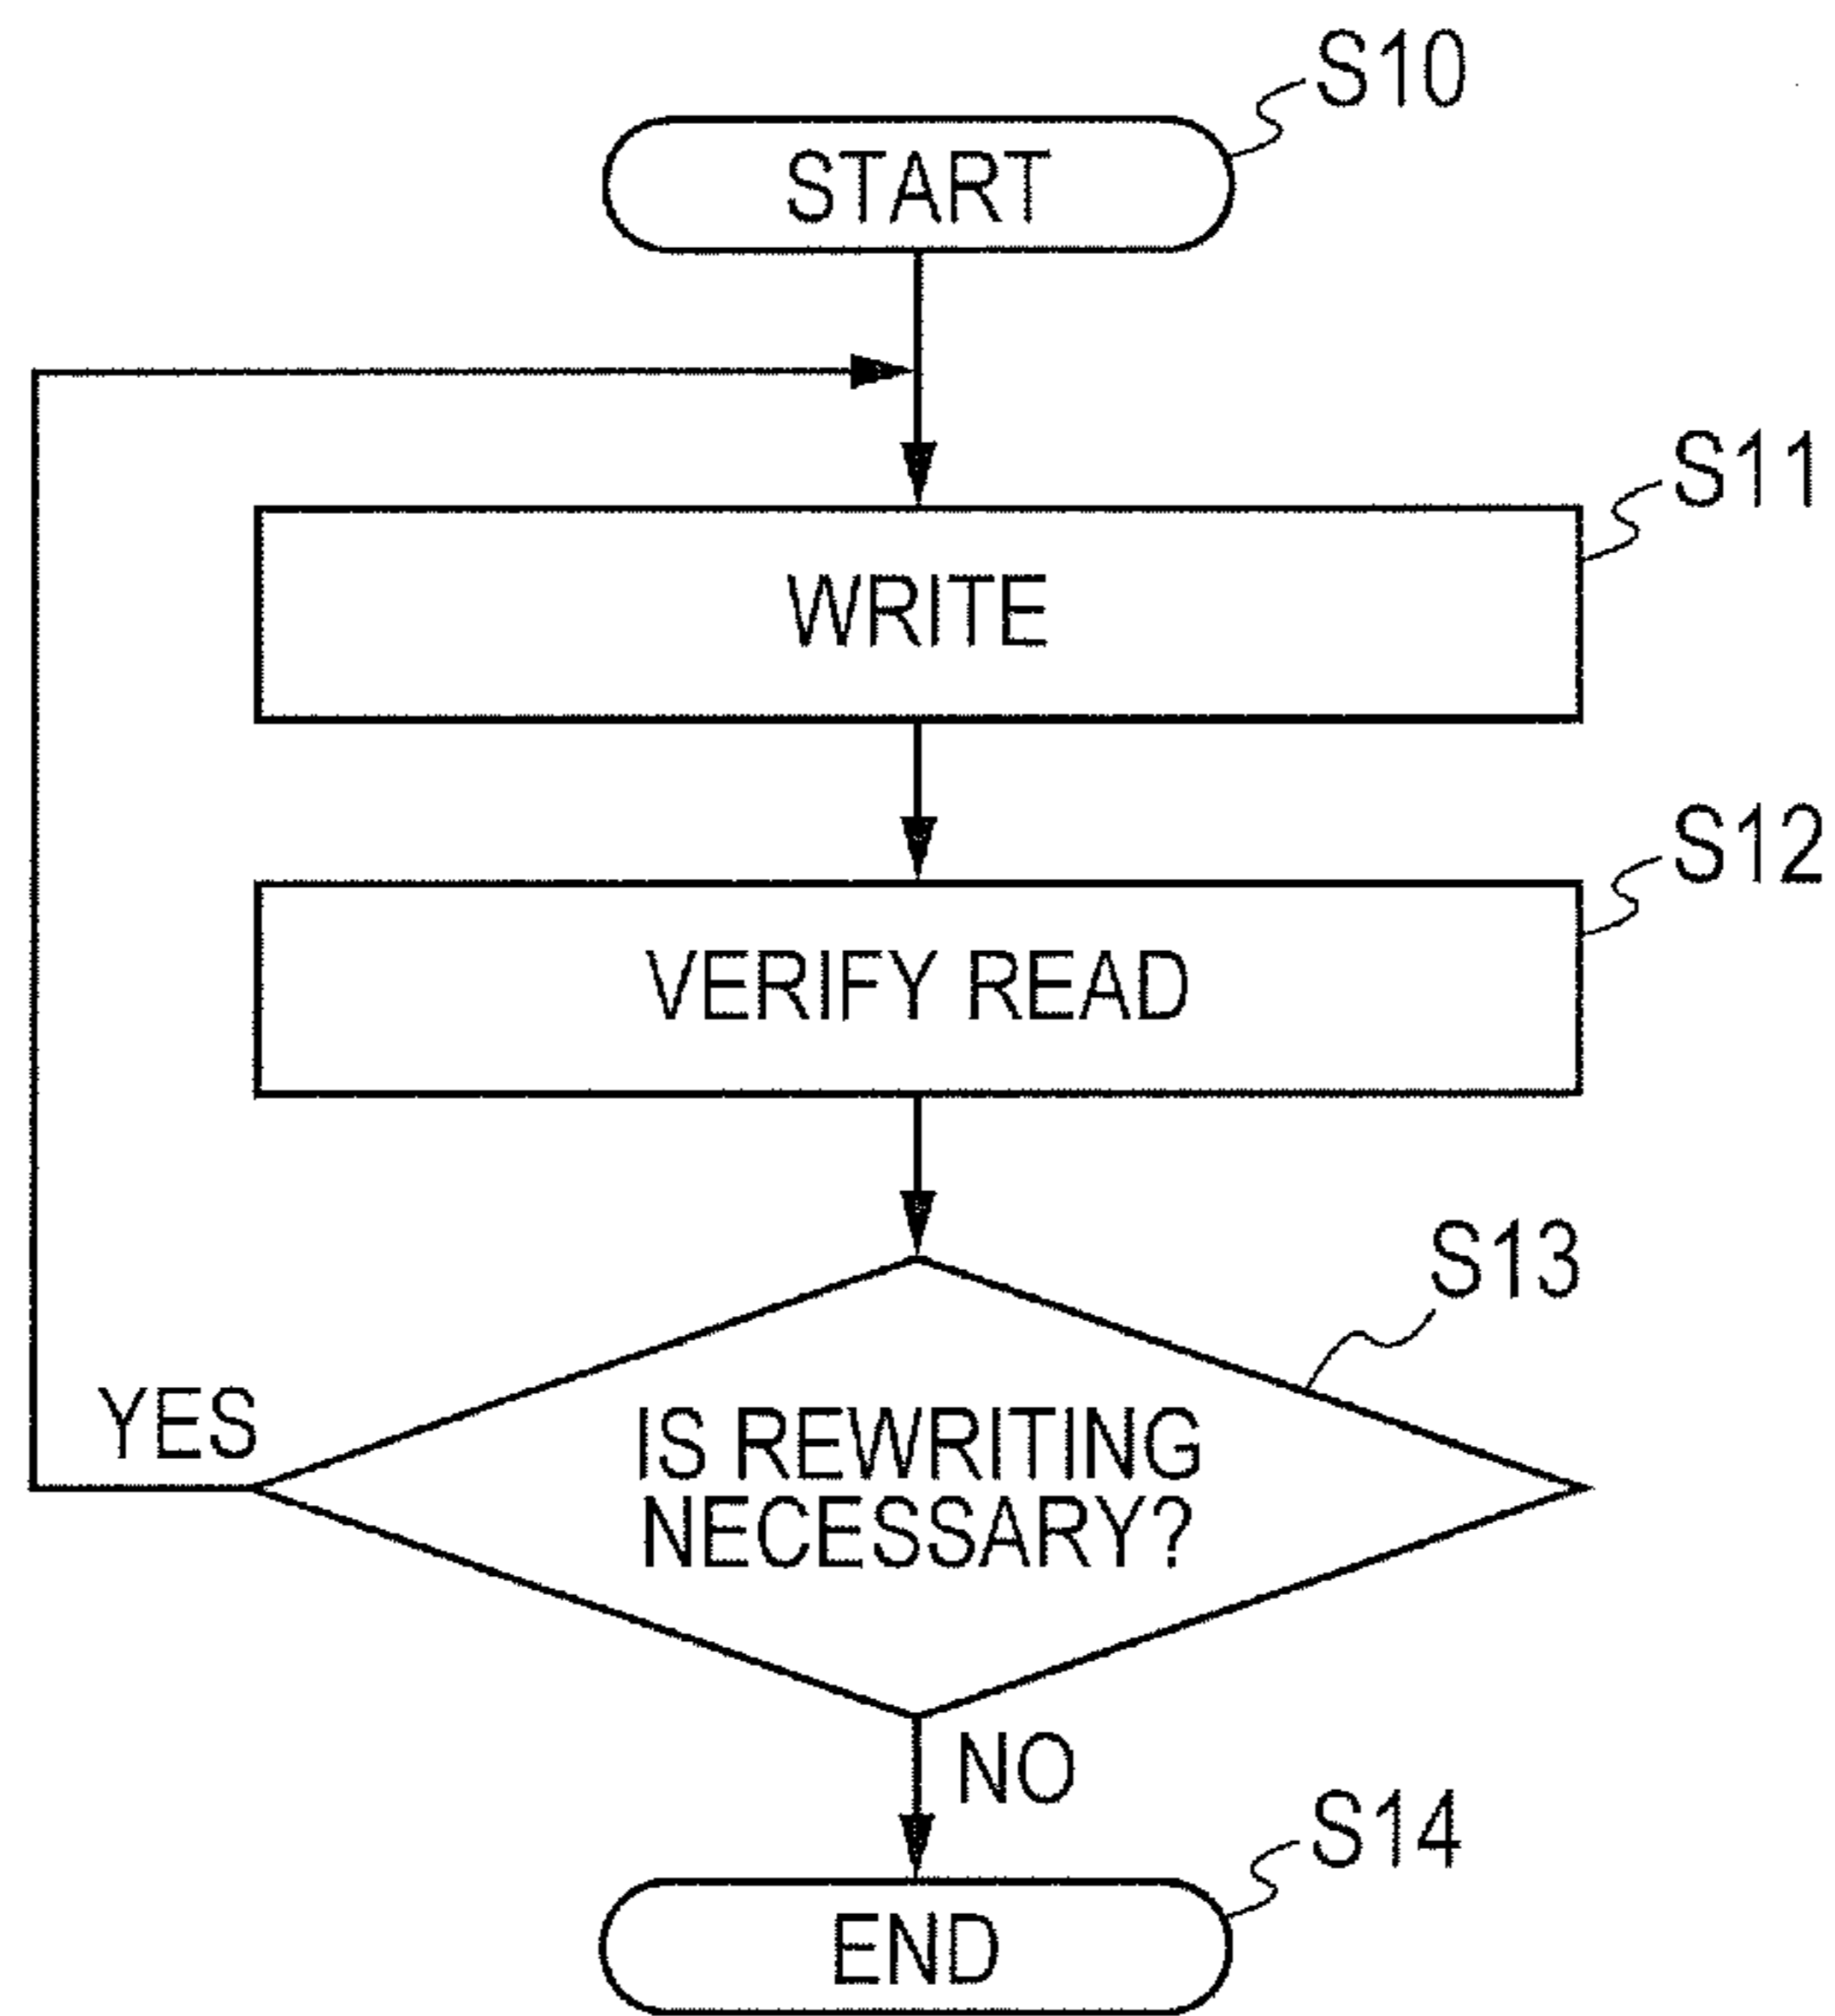 S10
START
S11
WRITE
S12
VERIFY READ
S13
YES
IS REWRITING
NECESSARY?
NO
S14
END